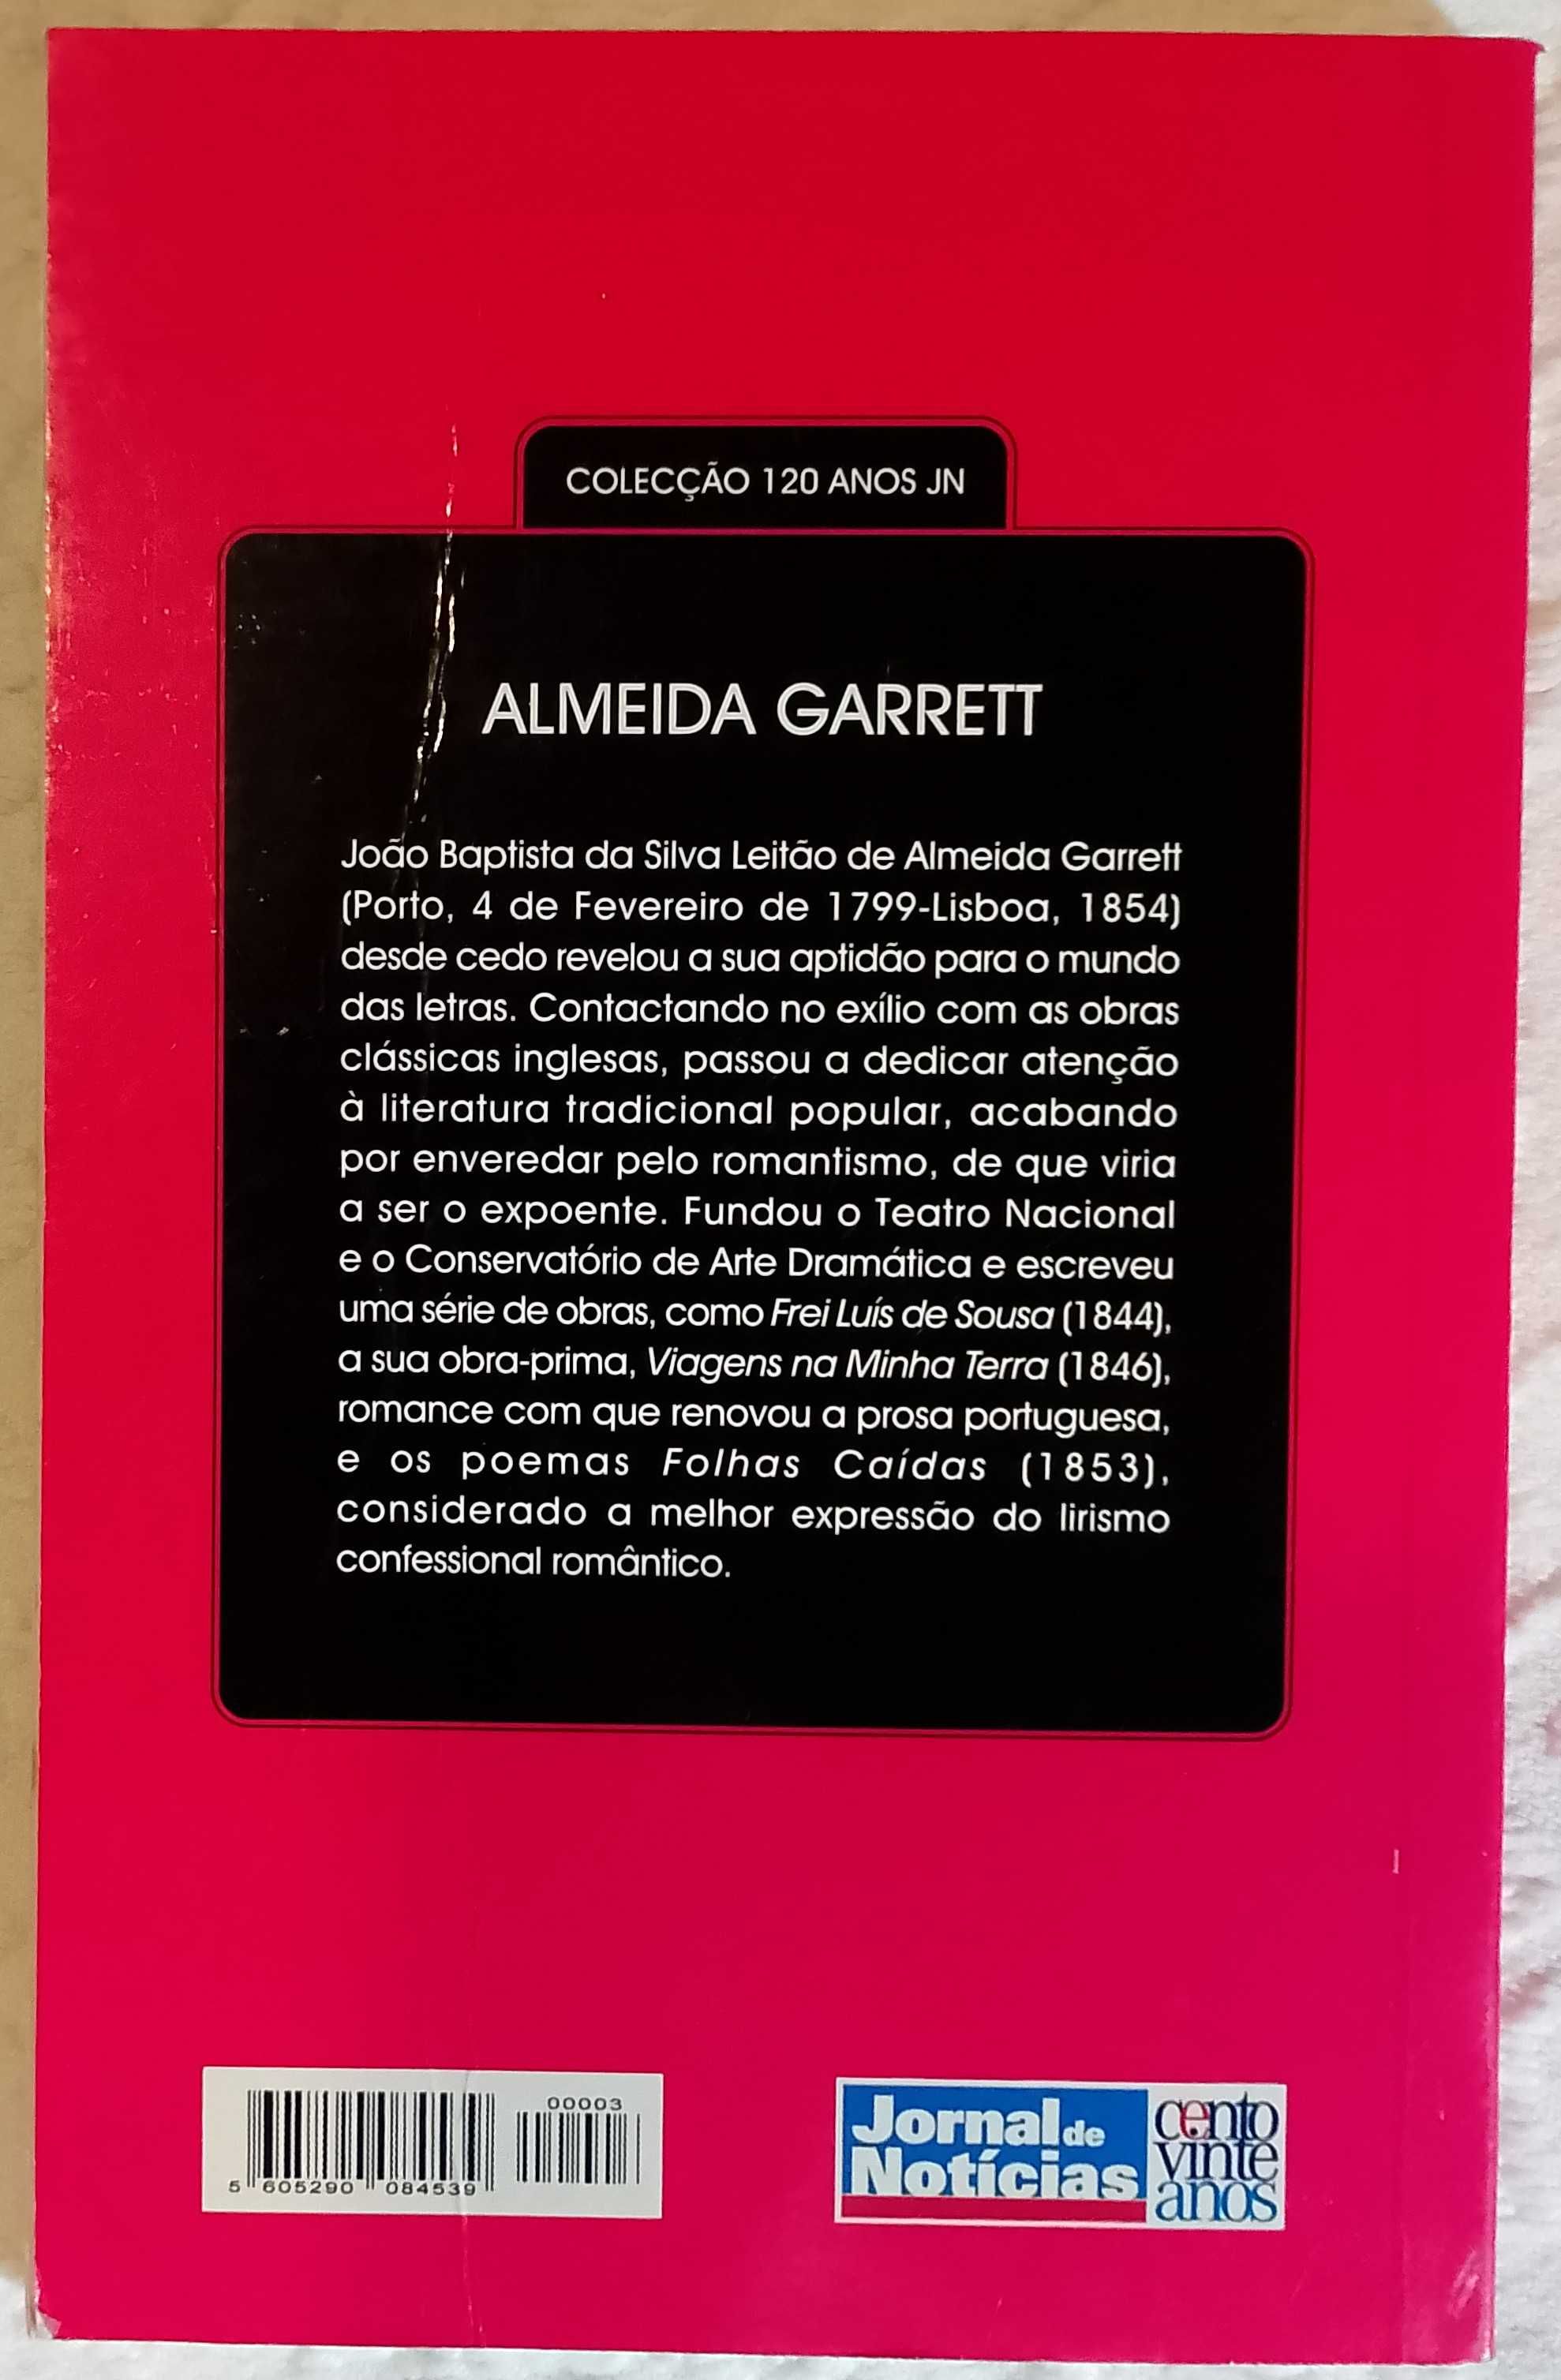 COLECÇÃO 120 ANOS JN
ALMEIDA GARRETT
João Baptista da Silva Leitão de Almeida Garrett
(Porto, 4 de Fevereiro de 1799-Lisboa, 1854)
desde cedo revelou a sua aptidão para o mundo
das letras. Contactando no exílio com as obras
clássicas inglesas, passou a dedicar atenção
à literatura tradicional popular, acabando
por enveredar pelo romantismo, de que viria
a ser o expoente. Fundou o Teatro Nacional
e o Conservatório de Arte Dramática e escreveu
uma série de obras, como Frei Luís de Sousa (1844),
a sua obra-prima, Viagens na Minha Terra (1846),
romance com que renovou a prosa portuguesa,
e os poemas Folhas Caídas (1853),
considerado a melhor expressão do lirismo
confessional romântico.
00003
5 605290 084539
Jornal de
Notícias
cento
vinte
anos